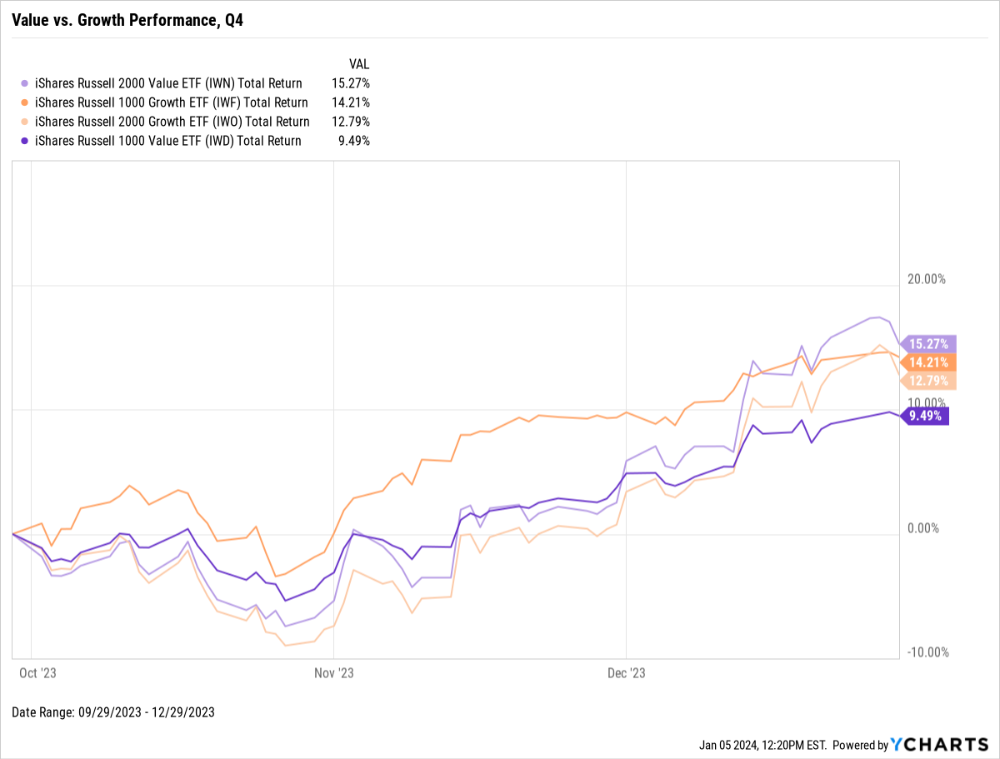 Value vs. Growth Performance, Q4
VAL
iShares Russell 2000 Value ETF (IWN) Total Return 15.27%
iShares Russell 1000 Growth ETF (IWF) Total Return 14.21%
iShares Russell 2000 Growth ETF (IWO) Total Return 12.79%
iShares Russell 1000 Value ETF (IWD) Total Return 9.49%
20.00%
15.27%
14.21%
12.79%
10.00%
9.49%
0.00%
-10.00%
Oct '23 Nov '23 Dec '23
Date Range: 09/29/2023 - 12/29/2023
Jan 05 2024, 12:20PM EST. Powered by YCHARTS